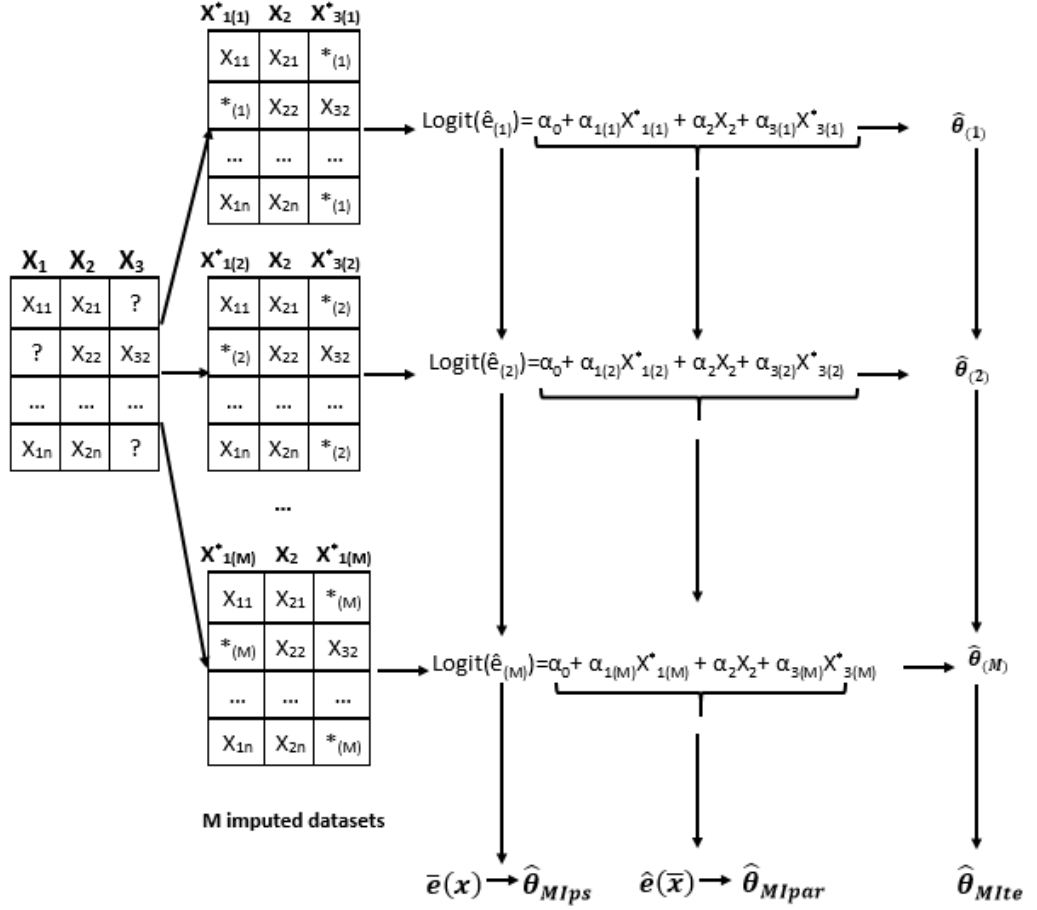 X*1(1) X2 X*3(1)
X11 X21 *(1)
*(1) X22 X32
... ... ...
X1n X2n *(1)
Logit(ê(1))= α0+ α1(1)X*1(1) + α2X2+ α3(1)X*3(1)
θ̂(1)
X1 X2 X3
X11 X21 ?
? X22 X32
... ... ...
X1n X2n ?
X*1(2) X2 X*3(2)
X11 X21 *(2)
*(2) X22 X32
... ... ...
X1n X2n *(2)
Logit(ê(2))=α0+ α1(2)X*1(2) + α2X2+ α3(2)X*3(2)
θ̂(2)
...
X*1(M) X2 X*1(M)
X11 X21 *(M)
*(M) X22 X32
... ... ...
X1n X2n *(M)
Logit(ê(M))=α0+ α1(M)X*1(M) + α2X2+ α3(M)X*3(M)
θ̂(M)
M imputed datasets
e̅(x) → θ̂MIps ê(x̅) → θ̂MIpar θ̂MIte